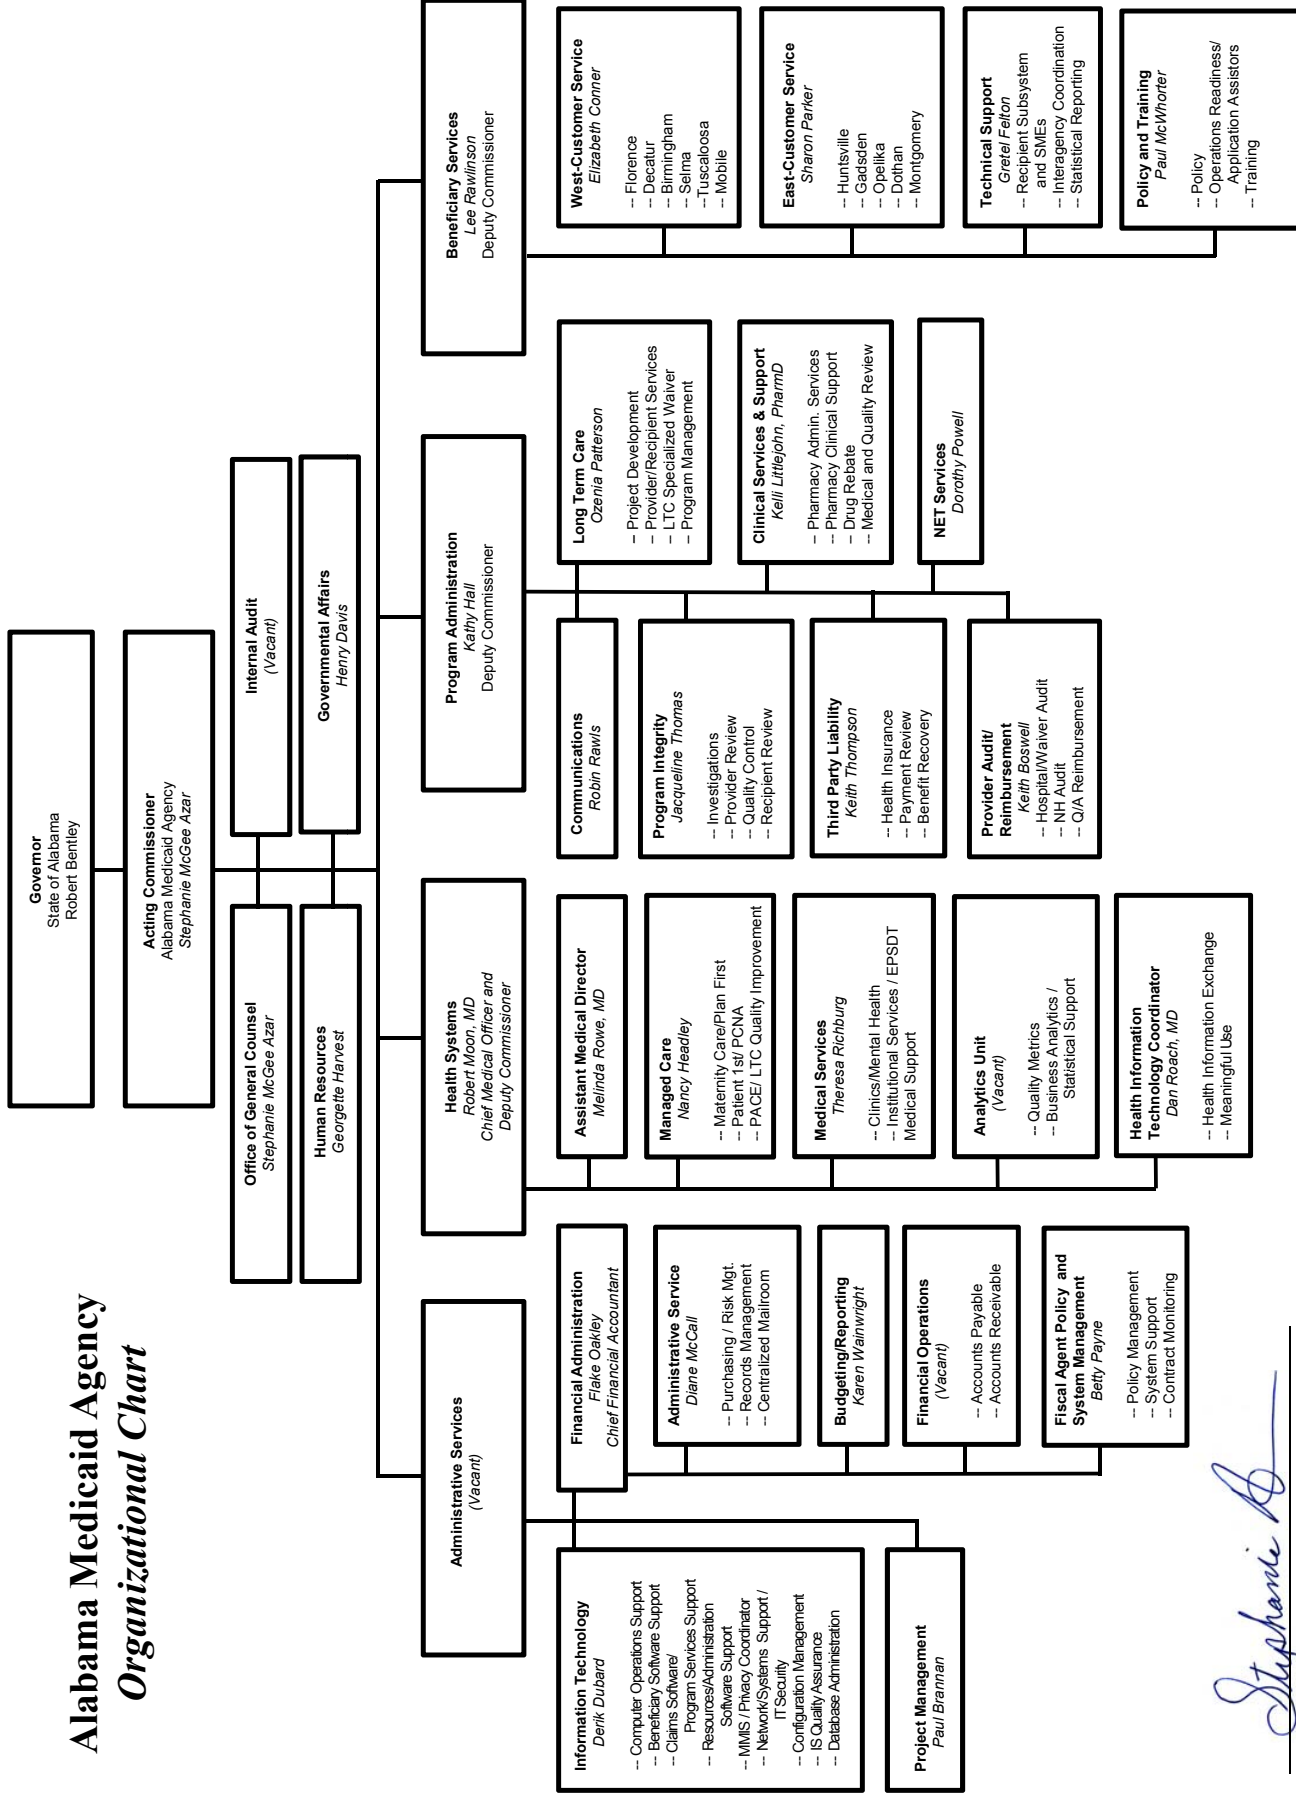 Alabama Medicaid Agency
Organizational Chart
Governor
State of Alabama
Robert Bentley
Acting Commissioner
Alabama Medicaid Agency
Stephanie McGee Azar
Office of General Counsel
Stephanie McGee Azar
Internal Audit
(Vacant)
Human Resources
Georgette Harvest
Governmental Affairs
Henry Davis
Administrative Services
(Vacant)
Information Technology
Derik Dubard
-- Computer Operations Support
-- Beneficiary Software Support
-- Claims Software/
Program Services Support
-- Resources/Administration
Software Support
-- MMIS / Privacy Coordinator
-- Network/Systems Support /
IT Security
-- Configuration Management
-- IS Quality Assurance
-- Database Administration
Project Management
Paul Brannan
Financial Administration
Flake Oakley
Chief Financial Accountant
Administrative Service
Diane McCall
-- Purchasing / Risk Mgt.
-- Records Management
-- Centralized Mailroom
Budgeting/Reporting
Karen Wainwright
Financial Operations
(Vacant)
-- Accounts Payable
-- Accounts Receivable
Fiscal Agent Policy and
System Management
Betty Payne
-- Policy Management
-- System Support
-- Contract Monitoring
Health Systems
Robert Moon, MD
Chief Medical Officer and
Deputy Commissioner
Assistant Medical Director
Melinda Rowe, MD
Managed Care
Nancy Headley
-- Maternity Care/Plan First
-- Patient 1st/ PCNA
-- PACE/ LTC Quality Improvement
Medical Services
Theresa Richburg
-- Clinics/Mental Health
-- Institutional Services / EPSDT
Medical Support
Analytics Unit
(Vacant)
-- Quality Metrics
-- Business Analytics /
Statistical Support
Health Information
Technology Coordinator
Dan Roach, MD
-- Health Information Exchange
-- Meaningful Use
Program Administration
Kathy Hall
Deputy Commissioner
Communications
Robin Rawls
Program Integrity
Jacqueline Thomas
-- Investigations
-- Provider Review
-- Quality Control
-- Recipient Review
Third Party Liability
Keith Thompson
-- Health Insurance
-- Payment Review
-- Benefit Recovery
Provider Audit/
Reimbursement
Keith Boswell
-- Hospital/Waiver Audit
-- NH Audit
-- Q/A Reimbursement
Long Term Care
Ozenia Patterson
-- Project Development
-- Provider/Recipient Services
-- LTC Specialized Waiver
-- Program Management
Clinical Services & Support
Kelli Littlejohn, PharmD
-- Pharmacy Admin. Services
-- Pharmacy Clinical Support
-- Drug Rebate
-- Medical and Quality Review
NET Services
Dorothy Powell
Beneficiary Services
Lee Rawlinson
Deputy Commissioner
West-Customer Service
Elizabeth Conner
-- Florence
-- Decatur
-- Birmingham
-- Selma
--Tuscaloosa
-- Mobile
East-Customer Service
Sharon Parker
-- Huntsville
-- Gadsden
-- Opelika
-- Dothan
-- Montgomery
Technical Support
Gretel Felton
-- Recipient Subsystem
and SMEs
-- Interagency Coordination
-- Statistical Reporting
Policy and Training
Paul McWhorter
-- Policy
-- Operations Readiness/
Application Assistors
-- Training
Stephanie